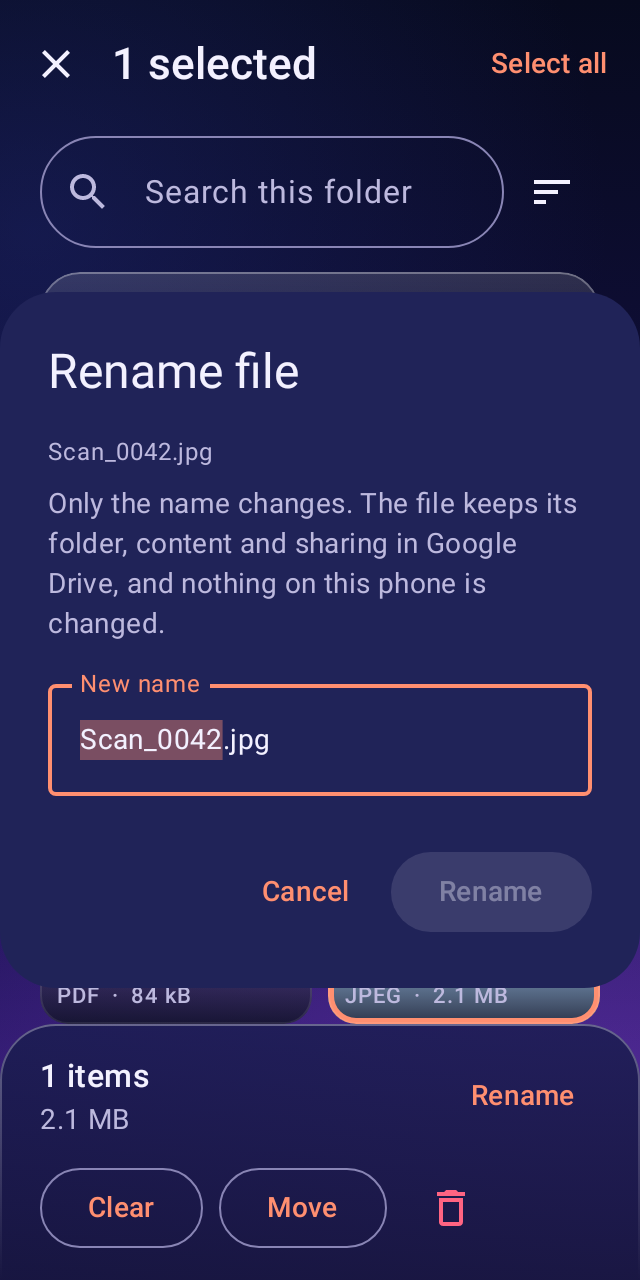 1 selected
Select all
Search this folder
Rename file
Scan_0042.jpg
Only the name changes. The file keeps its
folder, content and sharing in Google
Drive, and nothing on this phone is
changed.
New name
Scan_0042.jpg
Cancel
Rename
PDF · 84 kB
JPEG · 2.1 MB
1 items
2.1 MB
Rename
Clear
Move